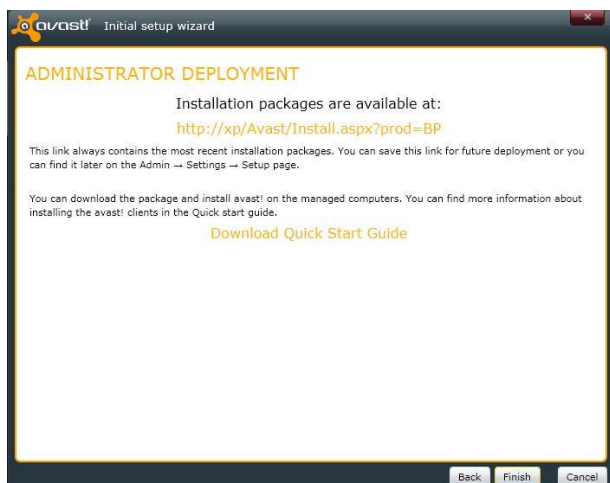 avast! Initial setup wizard
ADMINISTRATOR DEPLOYMENT
Installation packages are available at:
http://xp/Avast/Install.aspx?prod=BP
This link always contains the most recent installation packages. You can save this link for future deployment or you
can find it later on the Admin → Settings → Setup page.
You can download the package and install avast! on the managed computers. You can find more information about
installing the avast! clients in the Quick start guide.
Download Quick Start Guide
Back Finish Cancel